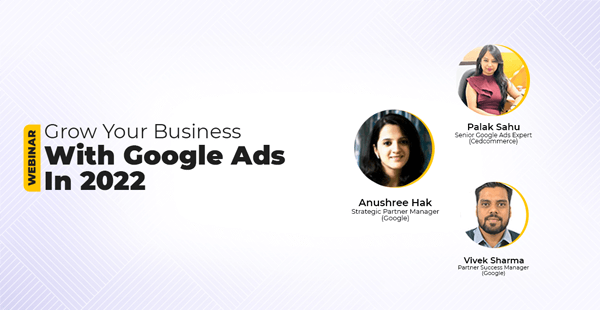 WEBINAR
Grow Your Business
With Google Ads
In 2022
Palak Sahu
Senior Google Ads Expert
(Cedcommerce)
Anushree Hak
Strategic Partner Manager
(Google)
Vivek Sharma
Partner Success Manager
(Google)